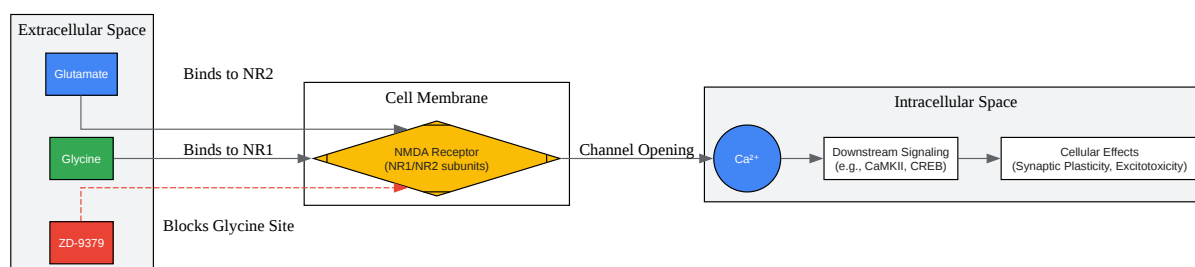 Extracellular Space
Glutamate
Binds to NR2
Cell Membrane
Intracellular Space
Glycine
Binds to NR1
NMDA Receptor
(NR1/NR2 subunits)
Channel Opening
Ca²⁺
Downstream Signaling
(e.g., CaMKII, CREB)
Cellular Effects
(Synaptic Plasticity, Excitotoxicity)
Blocks Glycine Site
ZD-9379